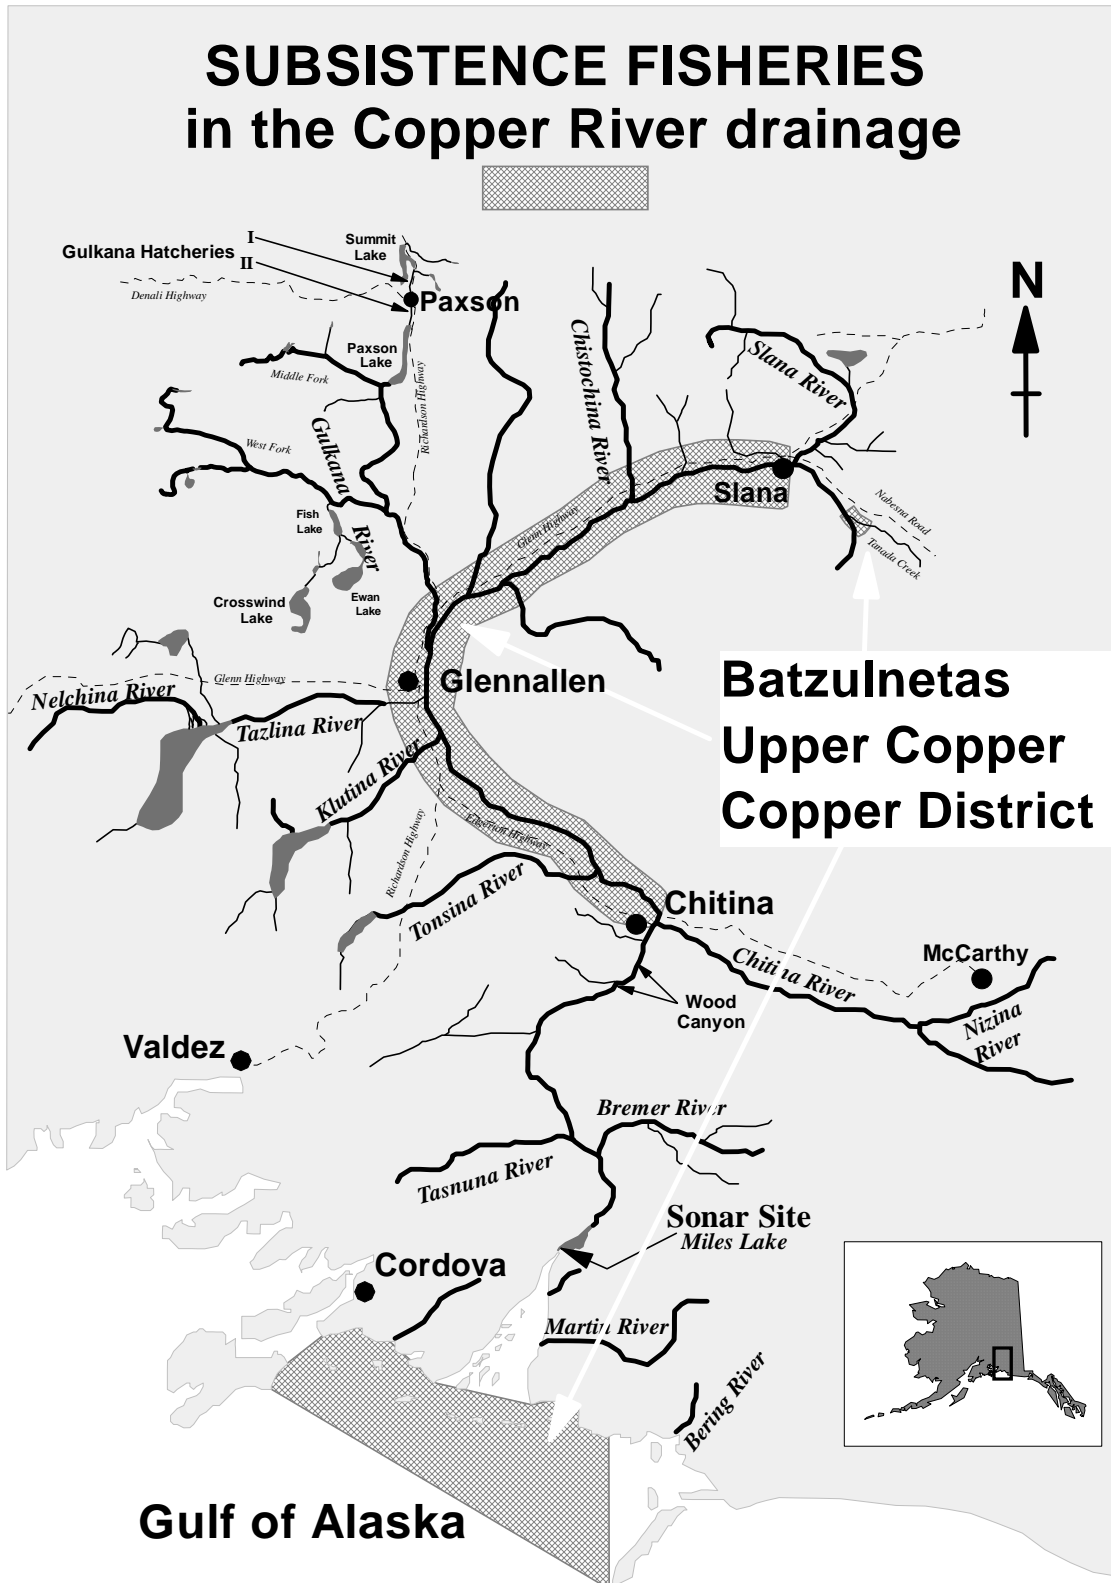 SUBSISTENCE FISHERIES
in the Copper River drainage
I
Gulkana Hatcheries
II
Summit
Lake
Denali Highway
Paxson
N
Paxson
Lake
Middle Fork
Richardson Highway
Chistochina River
Slana River
West Fork
Gulkana
River
Slana
Nabesna Road
Tanada Creek
Glenn Highway
Fish
Lake
Ewan
Lake
Crosswind
Lake
Glenn Highway
Nelchina River
Tazlina River
Glennallen
Batzulnetas
Upper Copper
Copper District
Klutina River
Edgerton Highway
Richardson Highway
Tonsina River
Chitina
Chitina River
McCarthy
Wood
Canyon
Nizina
River
Valdez
Bremer River
Tasnuna River
Sonar Site
Miles Lake
Cordova
Martin River
Bering River
Gulf of Alaska